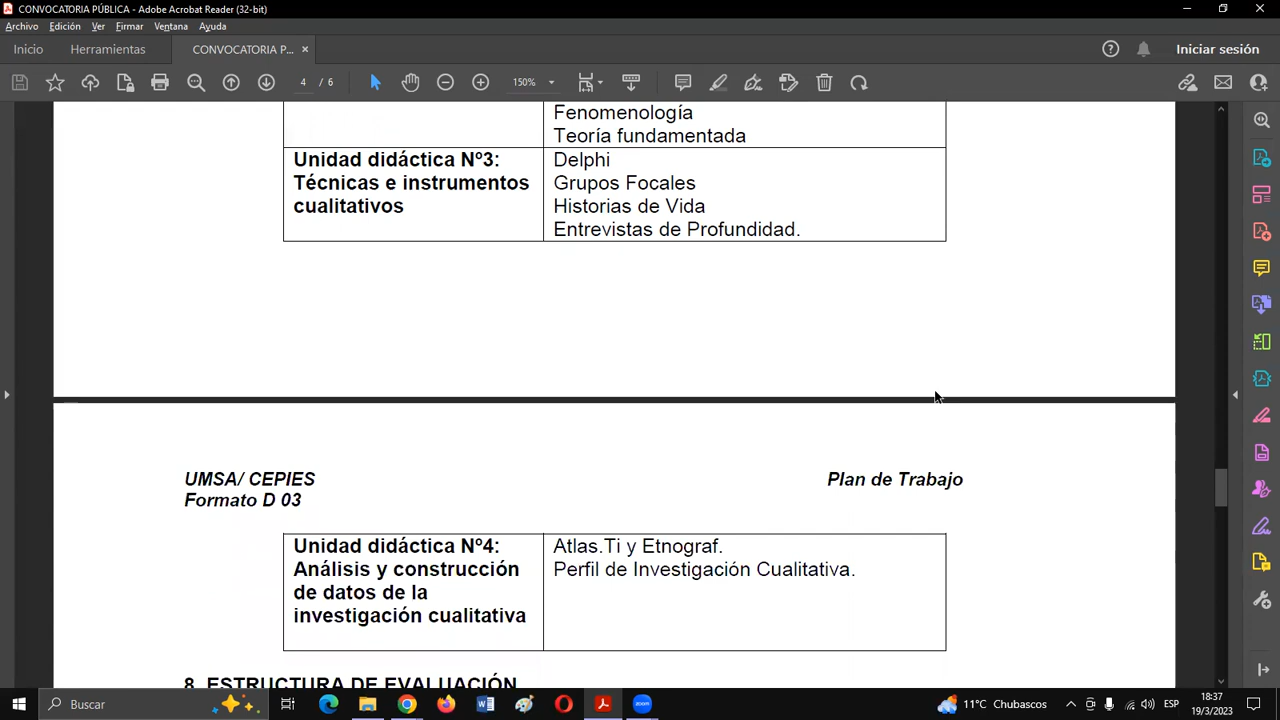 CONVOCATORIA PÚBLICA - Adobe Acrobat Reader (32-bit)
Archivo Edición Ver Firmar Ventana Ayuda
Inicio Herramientas CONVOCATORIA P... × Iniciar sesión
4 / 6 150%
Fenomenología
Teoría fundamentada
Unidad didáctica Nº3:
Técnicas e instrumentos
cualitativos
Delphi
Grupos Focales
Historias de Vida
Entrevistas de Profundidad.
UMSA/ CEPIES
Formato D 03
Plan de Trabajo
Unidad didáctica Nº4:
Análisis y construcción
de datos de la
investigación cualitativa
Atlas.Ti y Etnograf.
Perfil de Investigación Cualitativa.
8. ESTRUCTURA DE EVALUACIÓN
Buscar
zoom
11°C Chubascos
ESP
18:37
19/3/2023